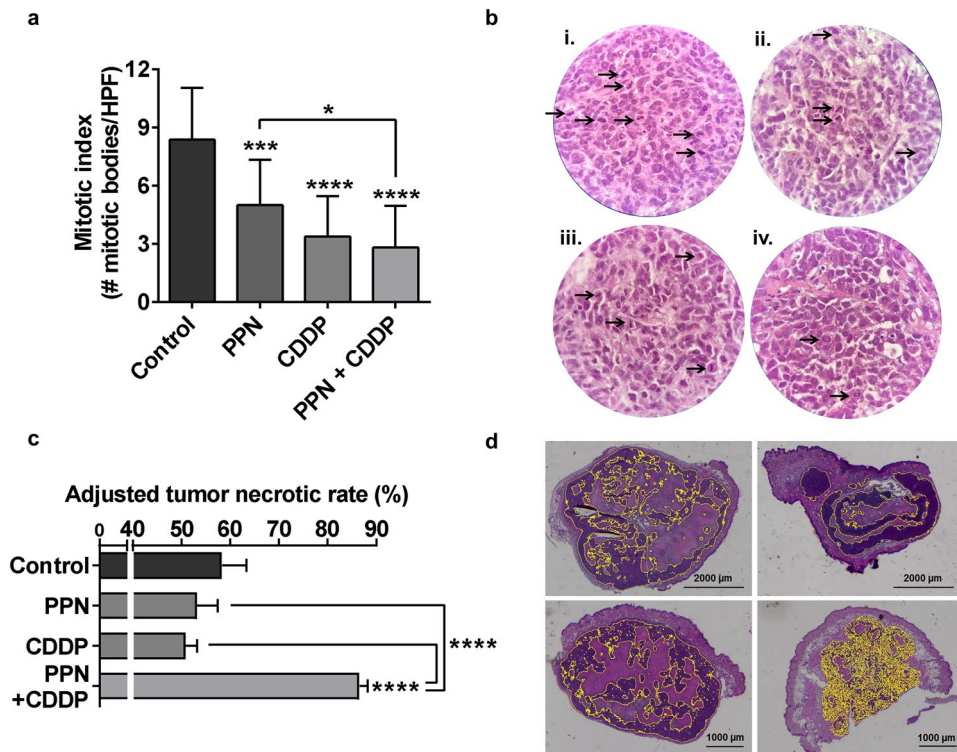 a
Mitotic index
(# mitotic bodies/HPF)
12
9
6
3
0
*
***
****
****
Control
PPN
CDDP
PPN + CDDP
b
i.
ii.
iii.
iv.
c
Adjusted tumor necrotic rate (%)
0 40 50 60 70 80 90
Control
PPN
CDDP
PPN
+CDDP
****
****
d
2000 µm
2000 µm
1000 µm
1000 µm